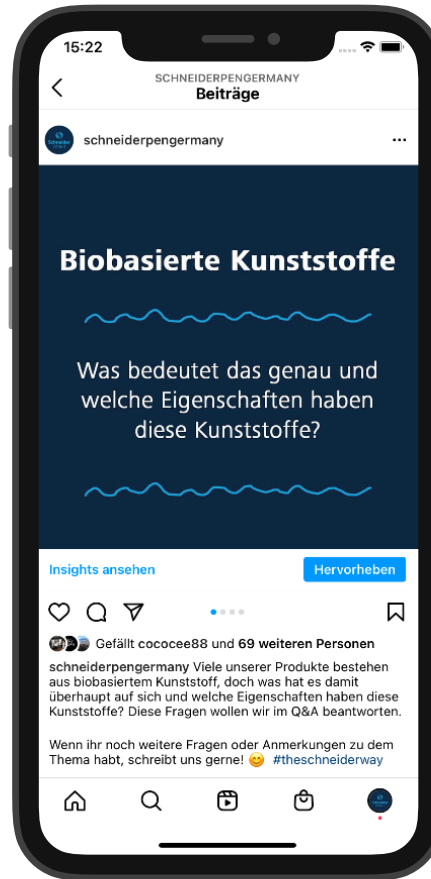 15:22
SCHNEIDERPENGERMANY
Beiträge
schneiderpengermany
Biobasierte Kunststoffe
Was bedeutet das genau und
welche Eigenschaften haben
diese Kunststoffe?
Insights ansehen
Hervorheben
Gefällt cococee88 und 69 weiteren Personen
schneiderpengermany Viele unserer Produkte bestehen
aus biobasiertem Kunststoff, doch was hat es damit
überhaupt auf sich und welche Eigenschaften haben diese
Kunststoffe? Diese Fragen wollen wir im Q&A beantworten.
Wenn ihr noch weitere Fragen oder Anmerkungen zu dem
Thema habt, schreibt uns gerne! 😊 #theschneiderway